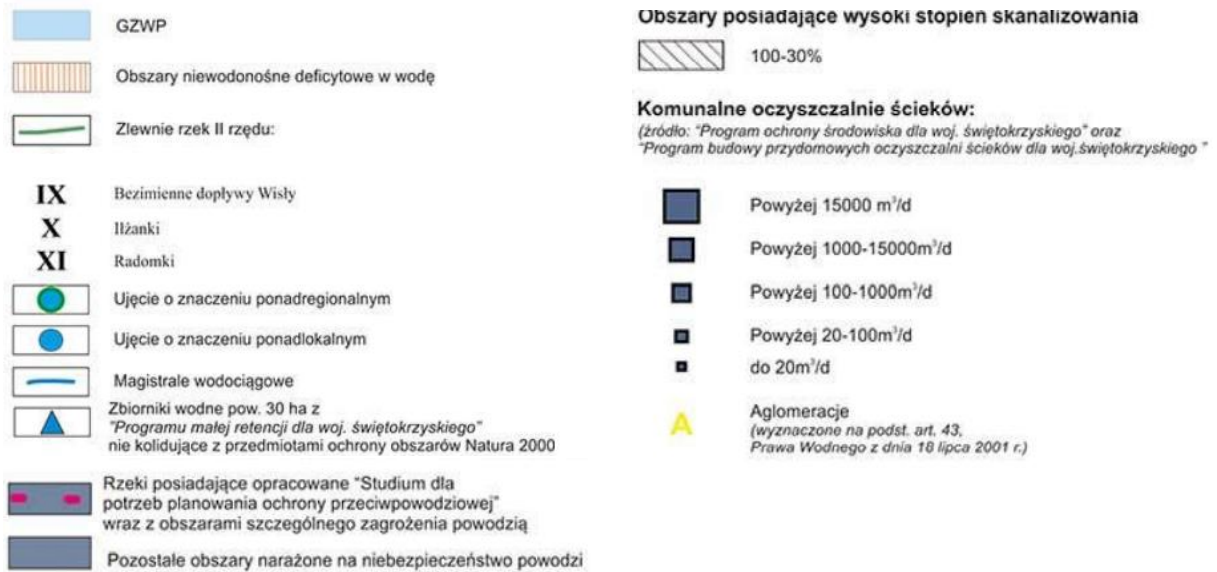 GZWP
Obszary niewodonośne deficytowe w wodę
Zlewnie rzek II rzędu:
IX Bezimienne dopływy Wisły
X Iłżanki
XI Radomki
Ujęcie o znaczeniu ponadregionalnym
Ujęcie o znaczeniu ponadlokalnym
Magistrale wodociągowe
Zbiorniki wodne pow. 30 ha z
"Programu małej retencji dla woj. świętokrzyskiego"
nie kolidujące z przedmiotami ochrony obszarów Natura 2000
Rzeki posiadające opracowane "Studium dla
potrzeb planowania ochrony przeciwpowodziowej"
wraz z obszarami szczególnego zagrożenia powodzią
Pozostałe obszary narażone na niebezpieczeństwo powodzi
Obszary posiadające wysoki stopień skanalizowania
100-30%
Komunalne oczyszczalnie ścieków:
(źródło: "Program ochrony środowiska dla woj. świętokrzyskiego" oraz
"Program budowy przydomowych oczyszczalni ścieków dla woj.świętokrzyskiego "
Powyżej 15000 m³/d
Powyżej 1000-15000m³/d
Powyżej 100-1000m³/d
Powyżej 20-100m³/d
do 20m³/d
A Aglomeracje
(wyznaczone na podst. art. 43,
Prawa Wodnego z dnia 18 lipca 2001 r.)